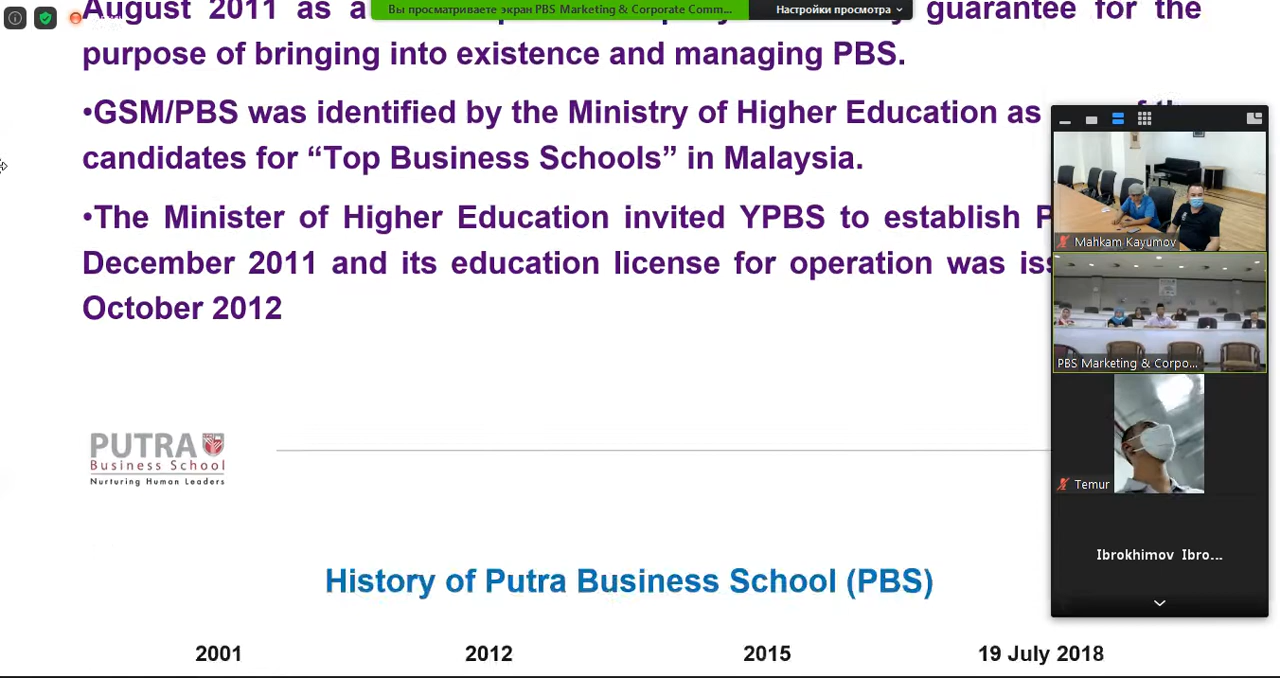 Вы просматриваете экран PBS Marketing & Corporate Comm...
Настройки просмотра
August 2011 as a guarantee for the
purpose of bringing into existence and managing PBS.
•GSM/PBS was identified by the Ministry of Higher Education as
candidates for “Top Business Schools” in Malaysia.
•The Minister of Higher Education invited YPBS to establish P
December 2011 and its education license for operation was iss
October 2012
Mahkam Kayumov
PBS Marketing & Corpo...
Temur
Ibrokhimov Ibro...
PUTRA
Business School
Nurturing Human Leaders
History of Putra Business School (PBS)
2001 2012 2015 19 July 2018